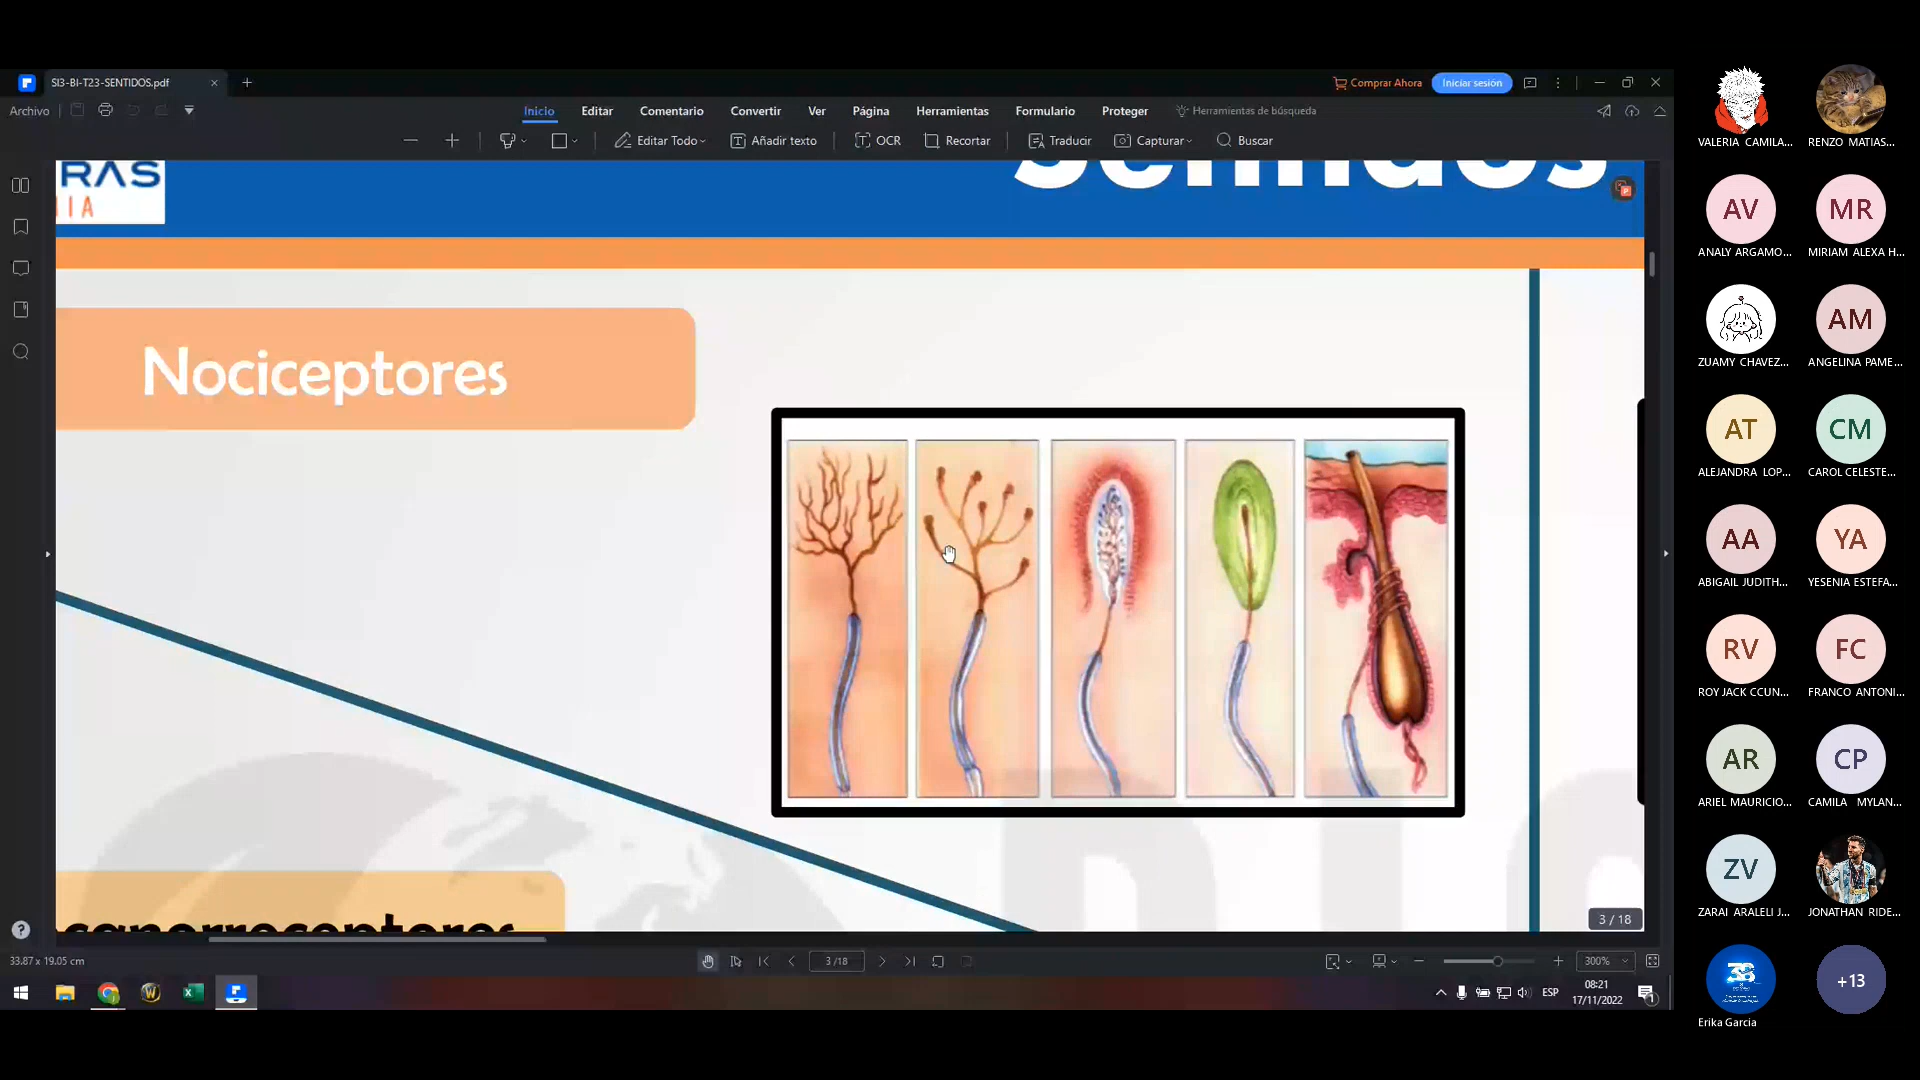 SI3-BI-T23-SENTIDOS.pdf
Comprar Ahora
Iniciar sesión
Archivo
Inicio
Editar
Comentario
Convertir
Ver
Página
Herramientas
Formulario
Proteger
Herramientas de búsqueda
Editar Todo
Añadir texto
OCR
Recortar
Traducir
Capturar
Buscar
RAS
IIA
Sentidos
Nociceptores
canorreceptores
3 / 18
33.87 x 19.05 cm
3 /18
300%
ESP
08:21
17/11/2022
VALERIA CAMILA...
RENZO MATIAS...
AV
MR
ANALY ARGAMO...
MIRIAM ALEXA H...
AM
ZUAMY CHAVEZ...
ANGELINA PAME...
AT
CM
ALEJANDRA LOP...
CAROL CELESTE...
AA
YA
ABIGAIL JUDITH...
YESENIA ESTEFA...
RV
FC
ROY JACK CCUN...
FRANCO ANTONI...
AR
CP
ARIEL MAURICIO...
CAMILA MYLAN...
ZV
ZARAI ARALELI J...
JONATHAN RIDE...
+13
Erika Garcia